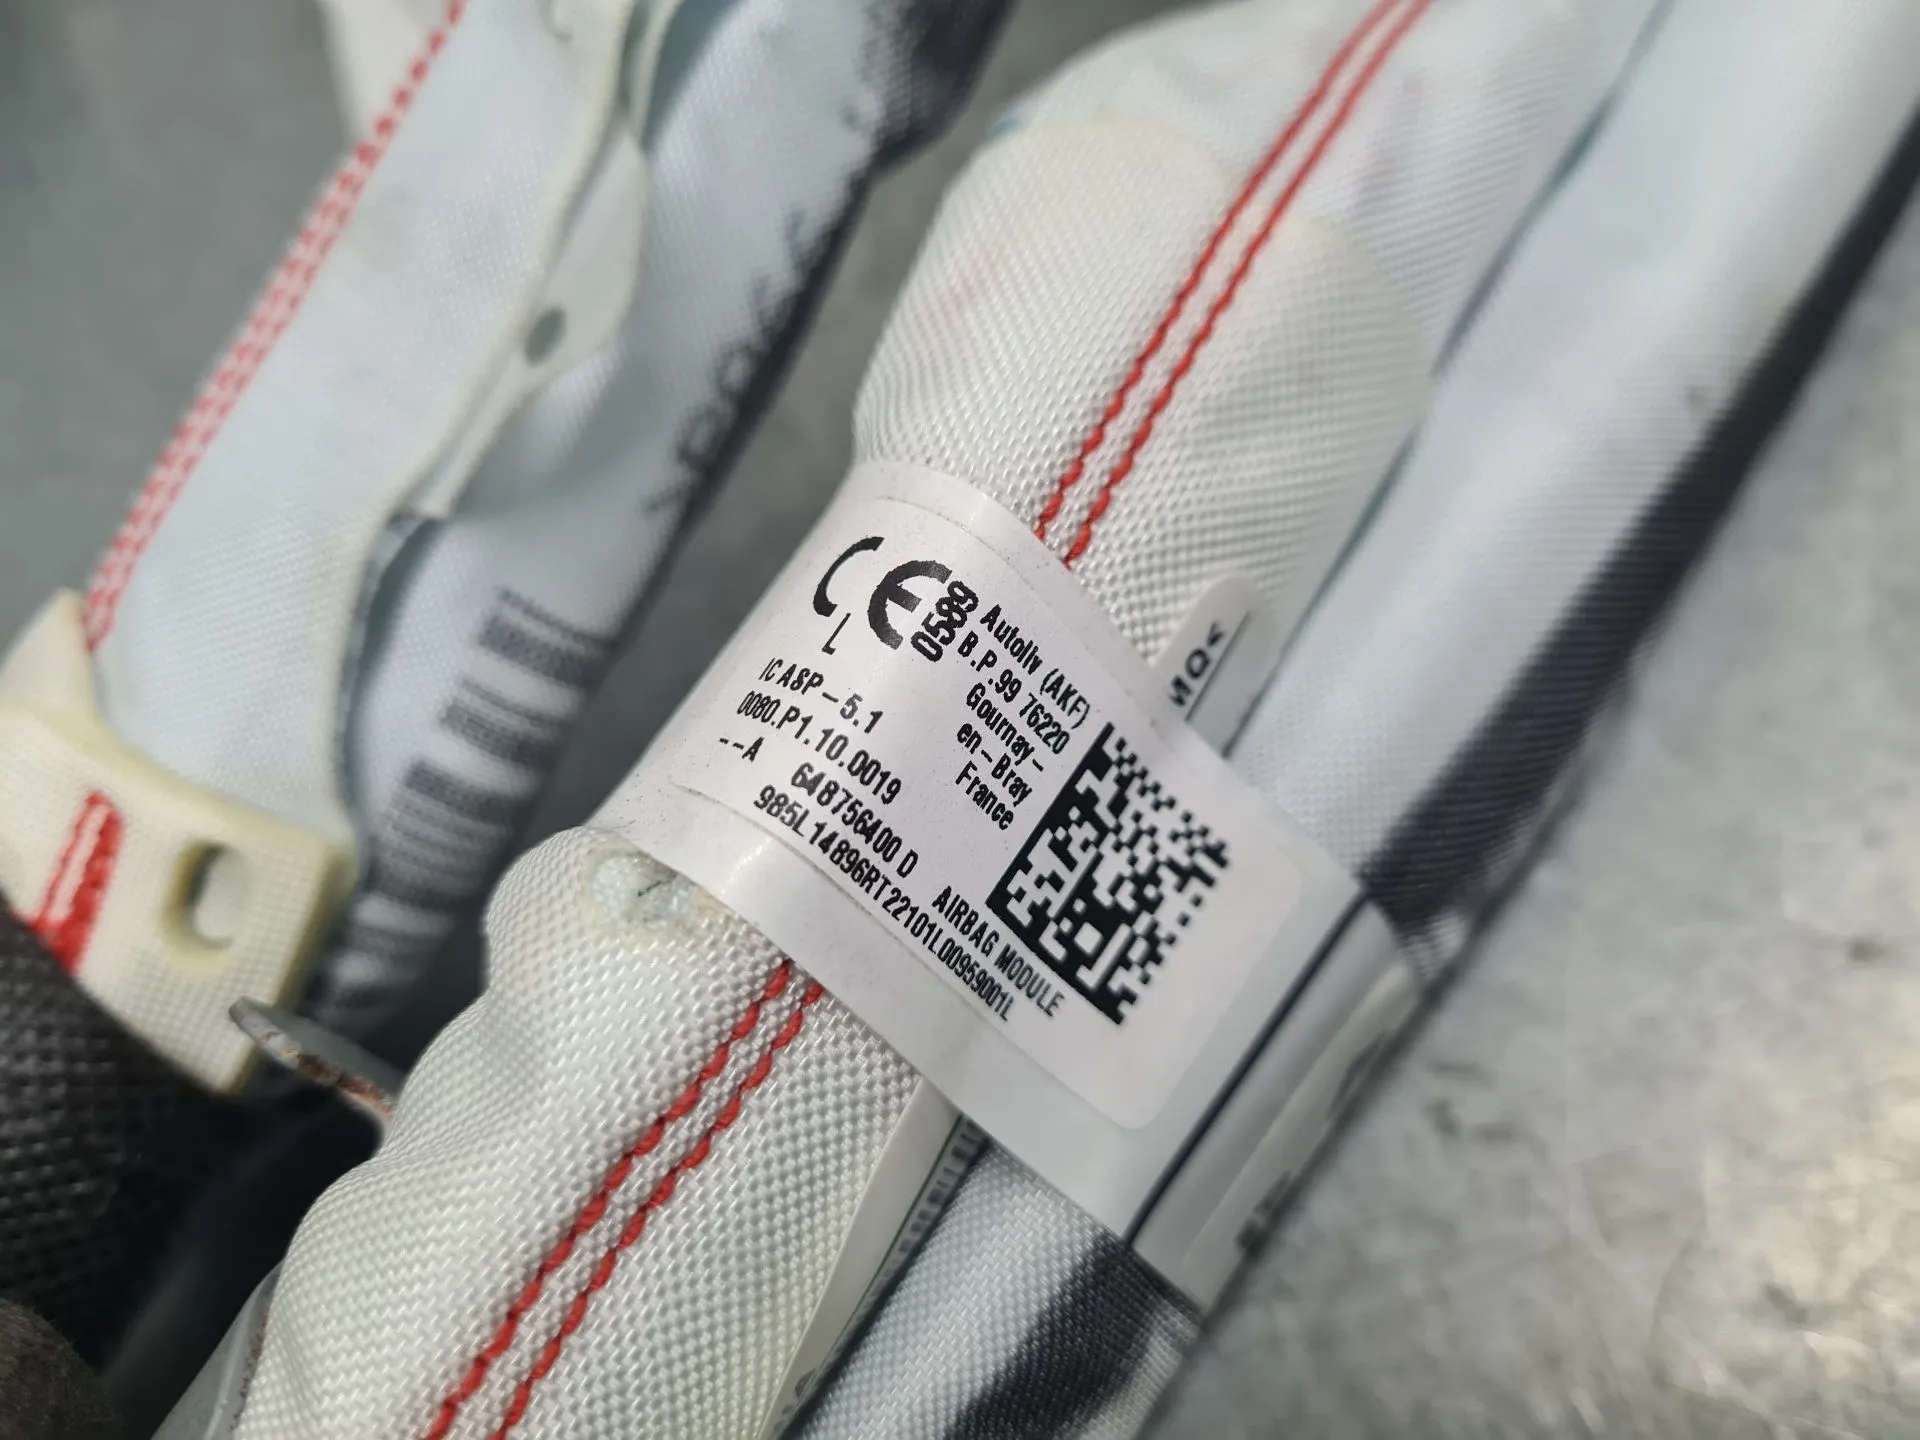 CE
0589
L
Autoliv (AKF)
B.P.99 76220
Gournay-
en-Bray
France
IC ASP-5.1
0080.P1.10.0019
--A
648756400 D
AIRBAG MODULE
985L14896RT22101L00959001L